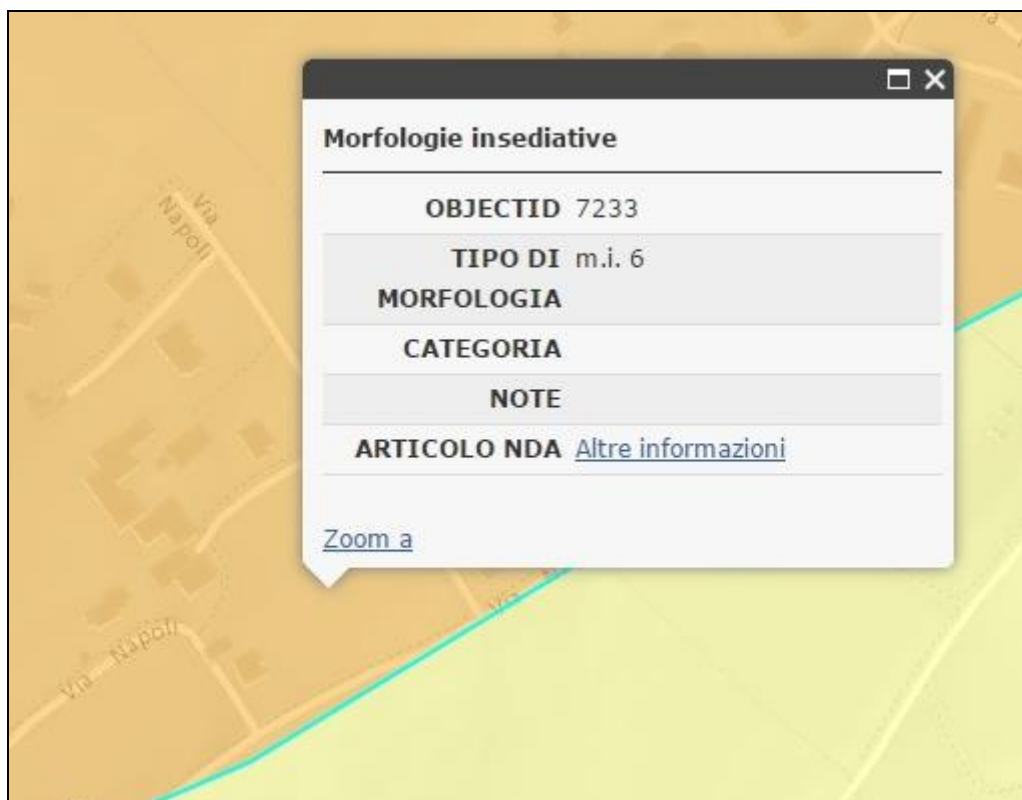 Morfologie insediative
OBJECTID 7233
TIPO DI m.i. 6
MORFOLOGIA
CATEGORIA
NOTE
ARTICOLO NDA Altre informazioni
Zoom a
Via
Napoli
Via
Via Napoli